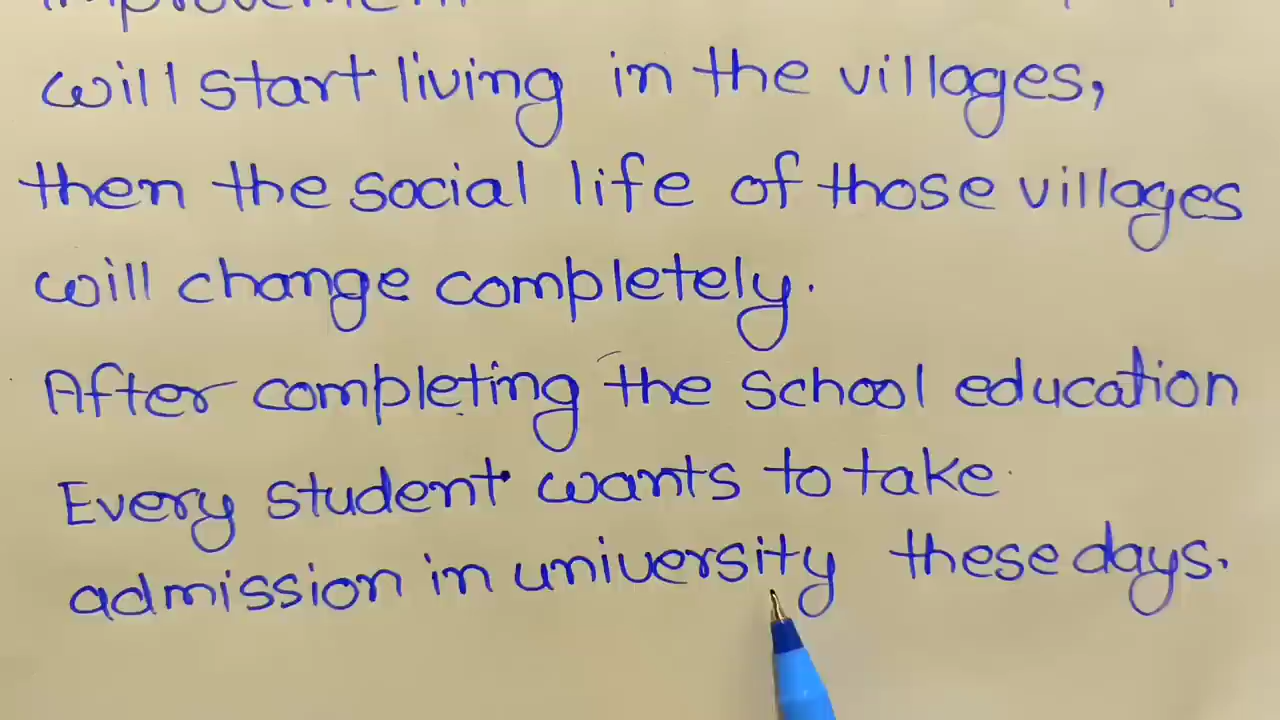 improvement
will start living in the villages,
then the social life of those villages
will change completely.
After completing the school education
Every student wants to take
admission in university these days.